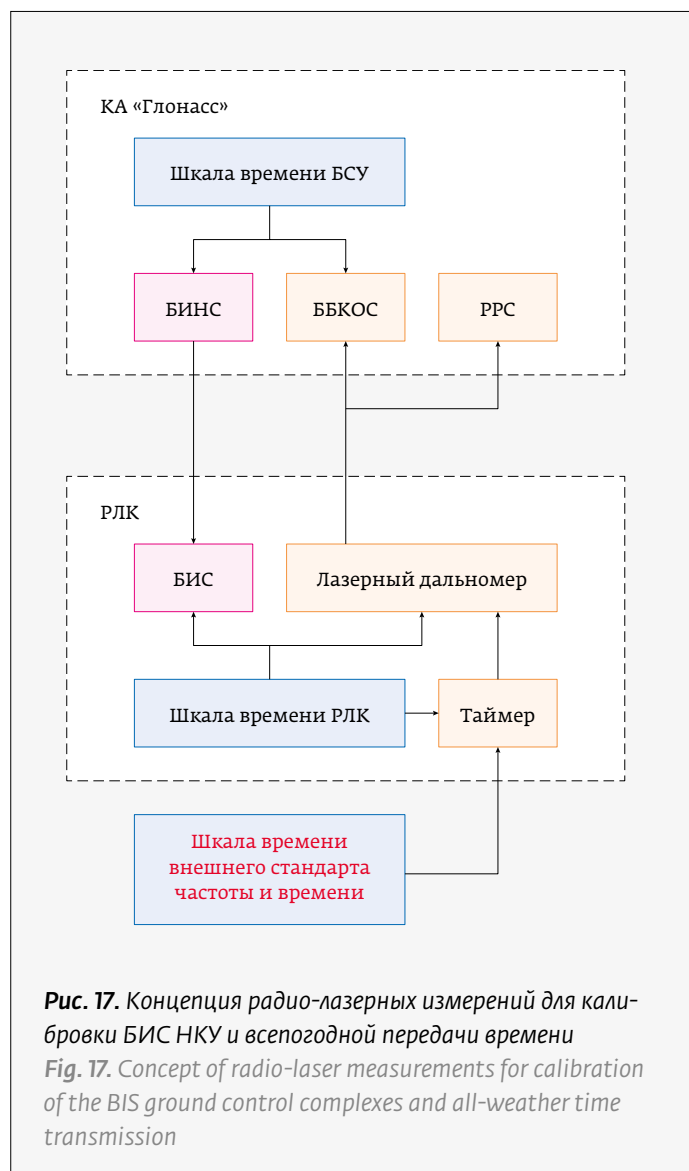 КА «Глонасс»
Шкала времени БСУ
БИНС
ББКОС
РРС
РЛК
БИС
Лазерный дальномер
Шкала времени РЛК
Таймер
Шкала времени
внешнего стандарта
частоты и времени
Рис. 17. Концепция радио-лазерных измерений для кали-
бровки БИС НКУ и всепогодной передачи времени
Fig. 17. Concept of radio-laser measurements for calibration
of the BIS ground control complexes and all-weather time
transmission